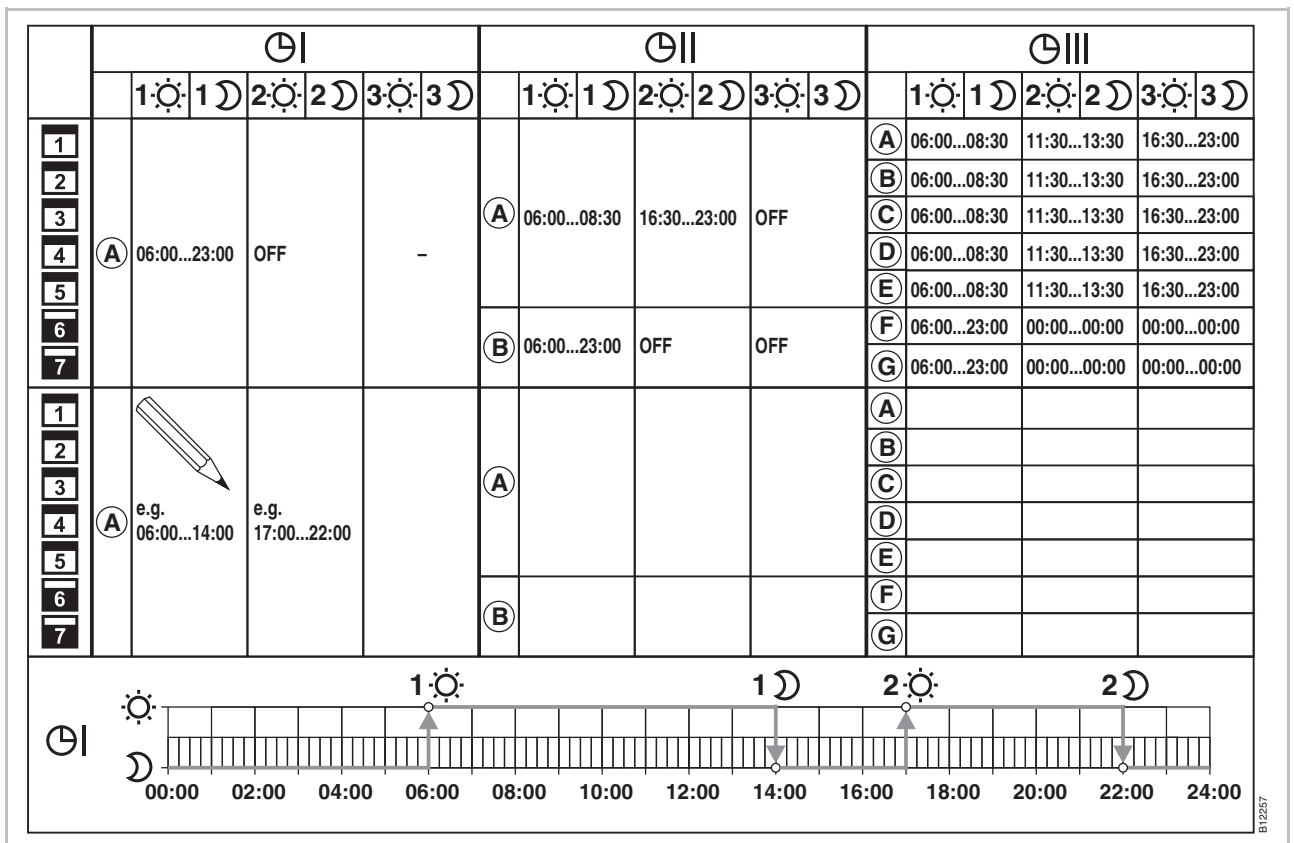 I II III
1 1 2 2 3 3 1 1 2 2 3 3 1 1 2 2 3 3
1 A 06:00...08:30 11:30...13:30 16:30...23:00
2 B 06:00...08:30 11:30...13:30 16:30...23:00
3 A 06:00...08:30 16:30...23:00 OFF C 06:00...08:30 11:30...13:30 16:30...23:00
4 A 06:00...23:00 OFF – D 06:00...08:30 11:30...13:30 16:30...23:00
5 E 06:00...08:30 11:30...13:30 16:30...23:00
6 F 06:00...23:00 00:00...00:00 00:00...00:00
B 06:00...23:00 OFF OFF
7 G 06:00...23:00 00:00...00:00 00:00...00:00
1 A
2 B
3 A C
e.g. e.g.
4 A D
06:00...14:00 17:00...22:00
5 E
6 F
B
7 G
1 1 2 2
I
00:00 02:00 04:00 06:00 08:00 10:00 12:00 14:00 16:00 18:00 20:00 22:00 24:00
B12257